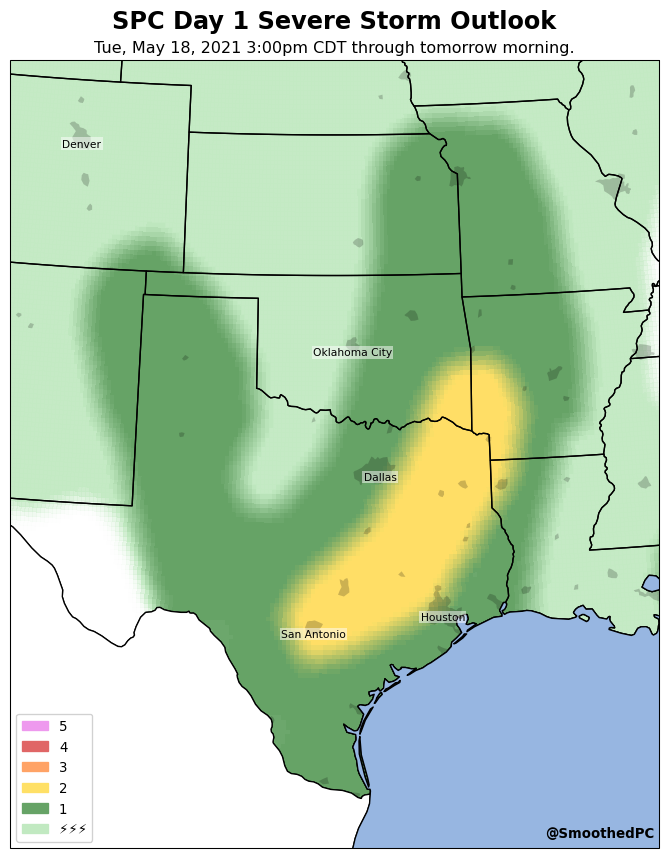 SPC Day 1 Severe Storm Outlook
Tue, May 18, 2021 3:00pm CDT through tomorrow morning.
Denver
Oklahoma City
Dallas
Houston
San Antonio
5
4
3
2
1
⚡⚡⚡
@SmoothedPC